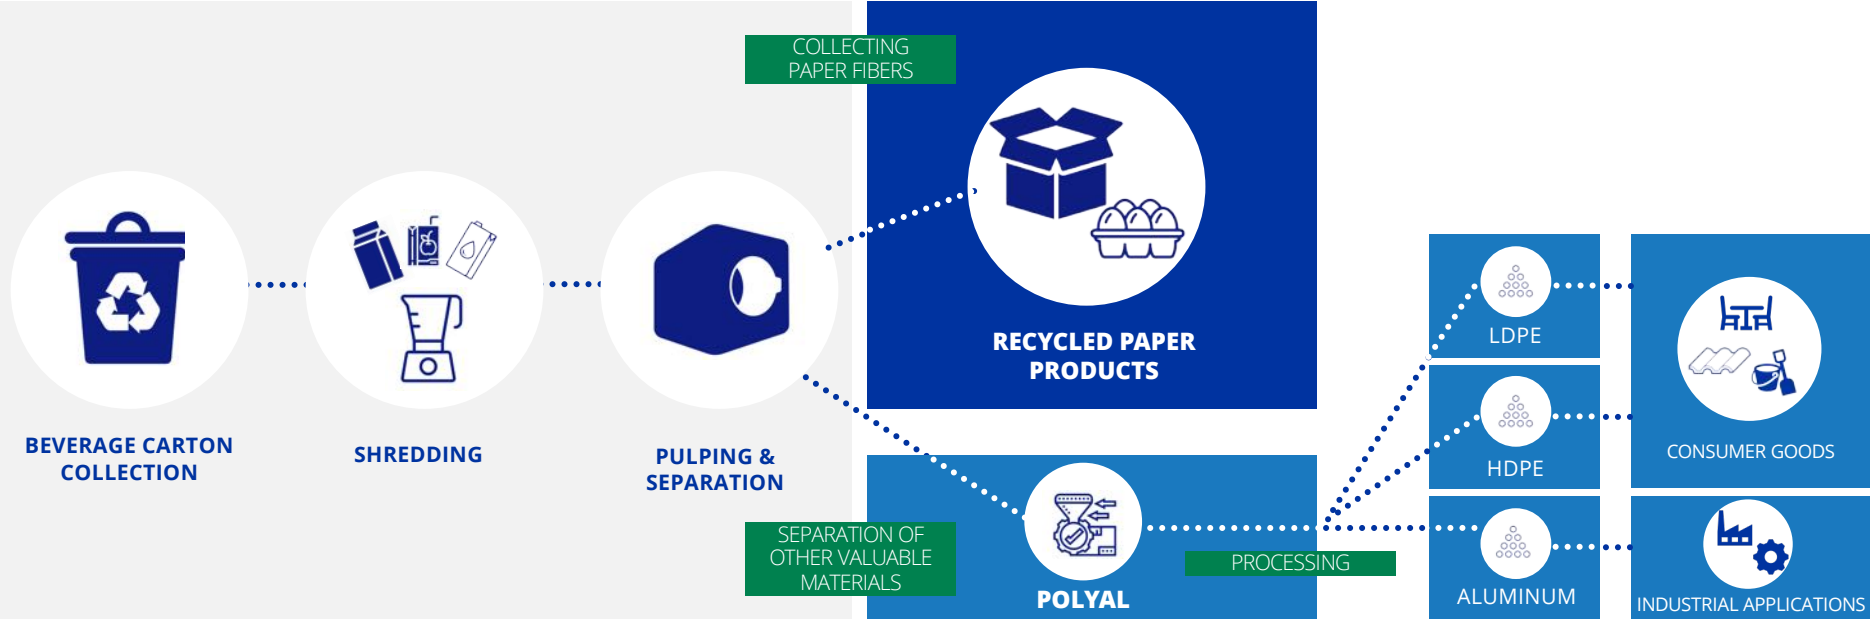 COLLECTING
PAPER FIBERS
BEVERAGE CARTON
COLLECTION
SHREDDING
PULPING &
SEPARATION
RECYCLED PAPER
PRODUCTS
SEPARATION OF
OTHER VALUABLE
MATERIALS
POLYAL
PROCESSING
LDPE
HDPE
ALUMINUM
CONSUMER GOODS
INDUSTRIAL APPLICATIONS